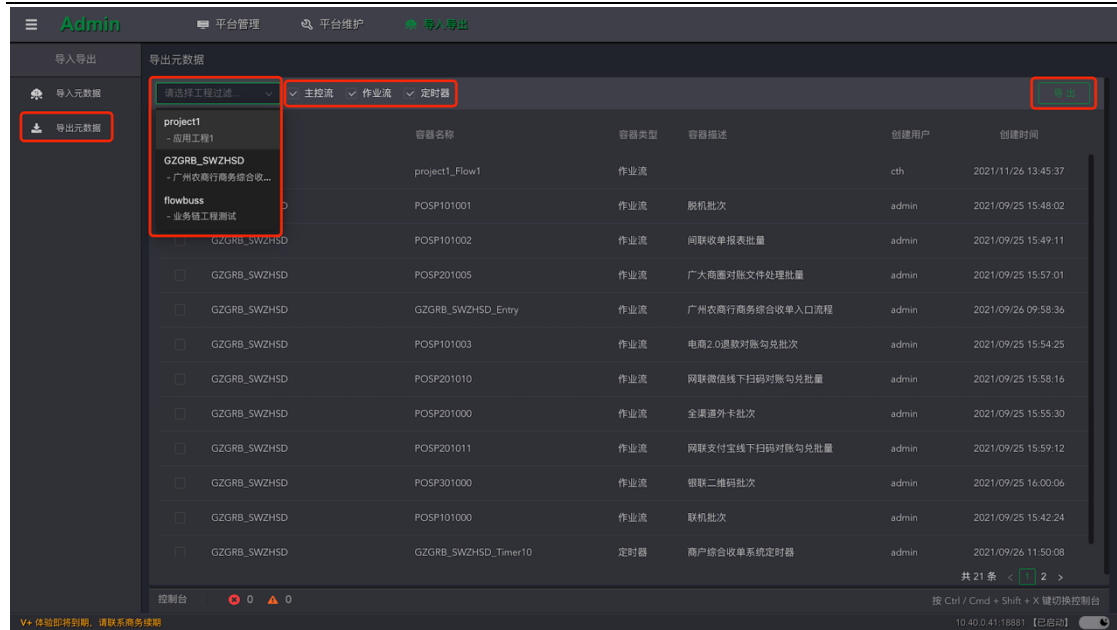 Admin 平台管理 平台维护 导入导出
导入导出 导出元数据
导入元数据 请选择工程过滤... 主控流 作业流 定时器 导出
导出元数据
project1
- 应用工程1
GZGRB_SWZHSD
- 广州农商行商务综合收...
flowbuss
- 业务链工程测试
容器名称 容器类型 容器描述 创建用户 创建时间
project1_Flow1 作业流 cth 2021/11/26 13:45:37
POSP101001 作业流 脱机批次 admin 2021/09/25 15:48:02
GZGRB_SWZHSD POSP101002 作业流 间联收单报表批量 admin 2021/09/25 15:49:11
GZGRB_SWZHSD POSP201005 作业流 广大商圈对账文件处理批量 admin 2021/09/25 15:57:01
GZGRB_SWZHSD GZGRB_SWZHSD_Entry 作业流 广州农商行商务综合收单入口流程 admin 2021/09/26 09:58:36
GZGRB_SWZHSD POSP101003 作业流 电商2.0退款对账勾兑批次 admin 2021/09/25 15:54:25
GZGRB_SWZHSD POSP201010 作业流 网联微信线下扫码对账勾兑批量 admin 2021/09/25 15:58:16
GZGRB_SWZHSD POSP201000 作业流 全渠道外卡批次 admin 2021/09/25 15:55:30
GZGRB_SWZHSD POSP201011 作业流 网联支付宝线下扫码对账勾兑批量 admin 2021/09/25 15:59:12
GZGRB_SWZHSD POSP301000 作业流 银联二维码批次 admin 2021/09/25 16:00:06
GZGRB_SWZHSD POSP101000 作业流 联机批次 admin 2021/09/25 15:42:24
GZGRB_SWZHSD GZGRB_SWZHSD_Timer10 定时器 商户综合收单系统定时器 admin 2021/09/26 11:50:08
共 21 条 < 1 2 >
控制台 0 0 按 Ctrl / Cmd + Shift + X 键切换控制台
V+ 体验即将到期，请联系商务续期 10.40.0.41:18881 【已启动】